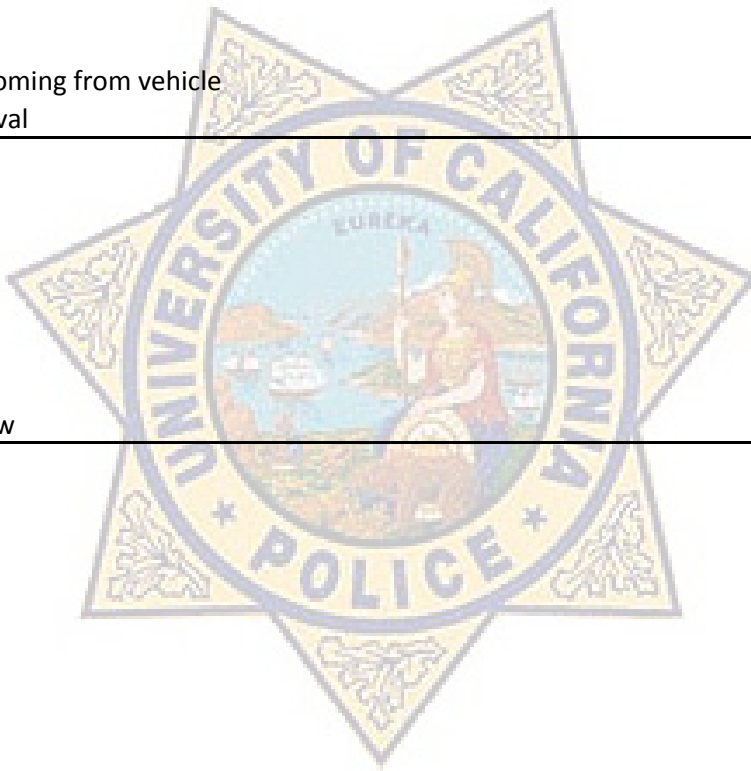 oming from vehicle
val
UNIVERSITY OF CALIFORNIA
EUREKA
w
* POLICE *